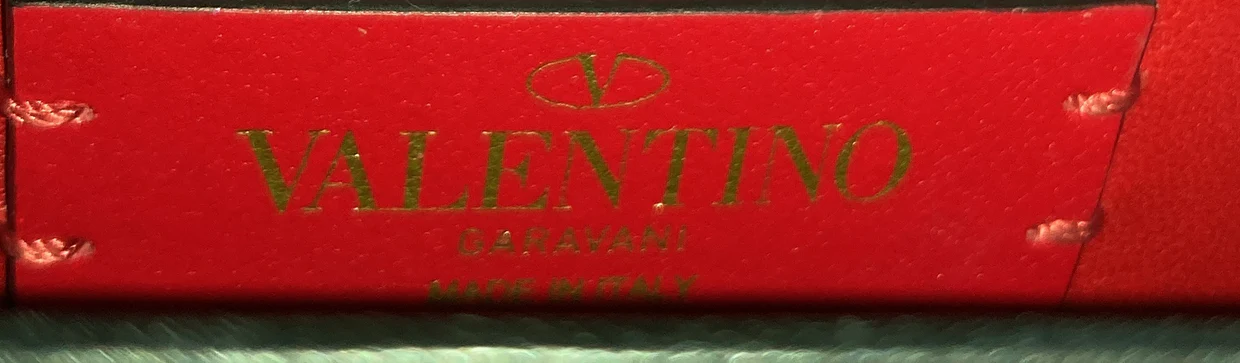 V
VALENTINO
GARAVANI
MADE IN ITALY